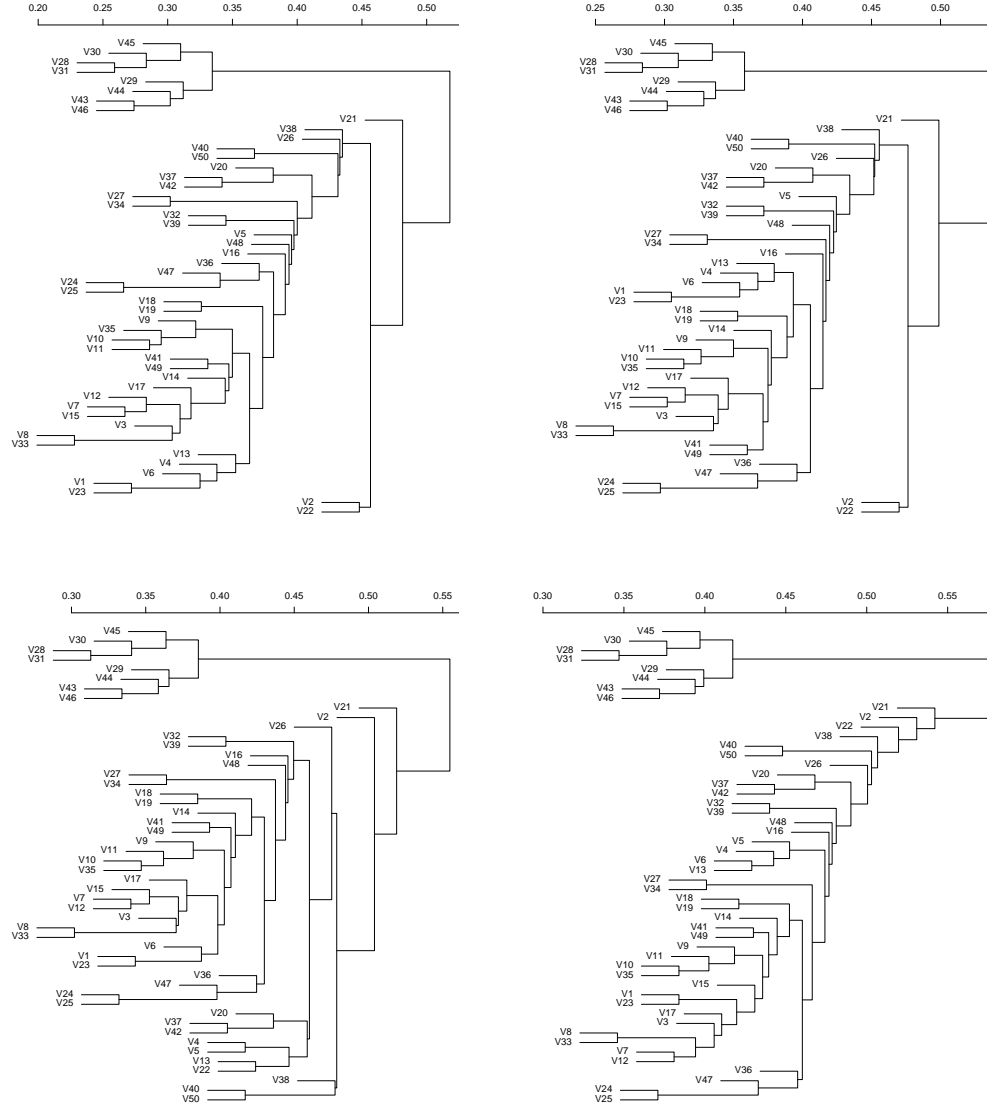 0.20 0.25 0.30 0.35 0.40 0.45 0.50
V45
V30
V28
V31
V29
V44
V43
V46
V21
V38
V26
V40
V50
V20
V37
V42
V27
V34
V32
V39
V5
V48
V16
V36
V47
V24
V25
V18
V19
V9
V35
V10
V11
V41
V49
V14
V17
V12
V7
V15
V3
V8
V33
V13
V4
V6
V1
V23
V2
V22
0.25 0.30 0.35 0.40 0.45 0.50
V45
V30
V28
V31
V29
V44
V43
V46
V21
V38
V40
V50
V26
V20
V37
V42
V5
V32
V39
V48
V27
V34
V16
V13
V4
V6
V1
V23
V18
V19
V14
V9
V11
V10
V35
V17
V12
V7
V15
V3
V8
V33
V41
V49
V36
V47
V24
V25
V2
V22
0.30 0.35 0.40 0.45 0.50 0.55
V45
V30
V28
V31
V29
V44
V43
V46
V21
V2
V26
V32
V39
V16
V48
V27
V34
V18
V19
V14
V41
V49
V9
V11
V10
V35
V17
V15
V7
V12
V3
V8
V33
V6
V1
V23
V36
V47
V24
V25
V20
V37
V42
V4
V5
V13
V22
V38
V40
V50
0.30 0.35 0.40 0.45 0.50 0.55
V45
V30
V28
V31
V29
V44
V43
V46
V21
V2
V22
V38
V40
V50
V26
V20
V37
V42
V32
V39
V48
V16
V5
V4
V6
V13
V27
V34
V18
V19
V14
V41
V49
V9
V11
V10
V35
V15
V1
V23
V17
V3
V8
V33
V7
V12
V36
V47
V24
V25